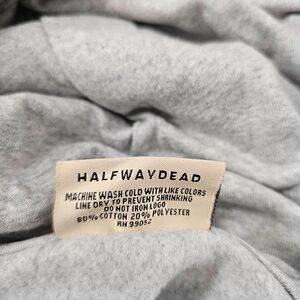 HALFWAYDEAD
MACHINE WASH COLD WITH LIKE COLORS
LINE DRY TO PREVENT SHRINKING
DO NOT IRON LOGO
80% COTTON 20% POLYESTER
RN 99052